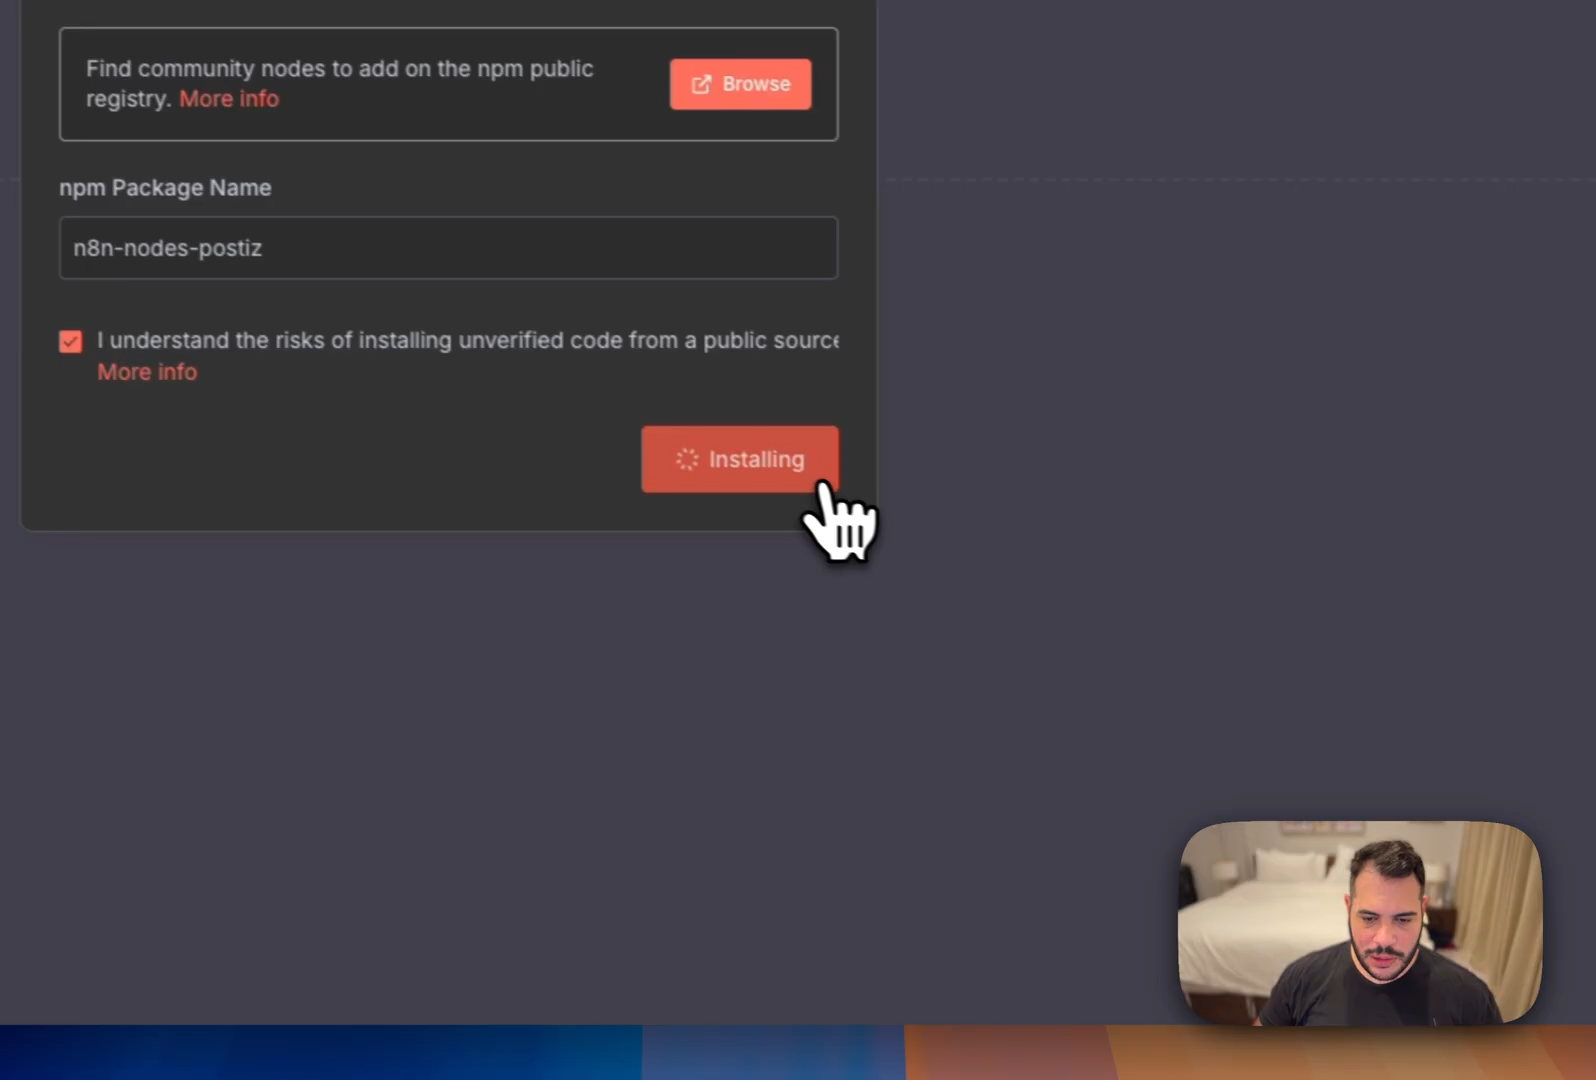 Find community nodes to add on the npm public
registry. More info
Browse
npm Package Name
n8n-nodes-postiz
I understand the risks of installing unverified code from a public source
More info
Installing